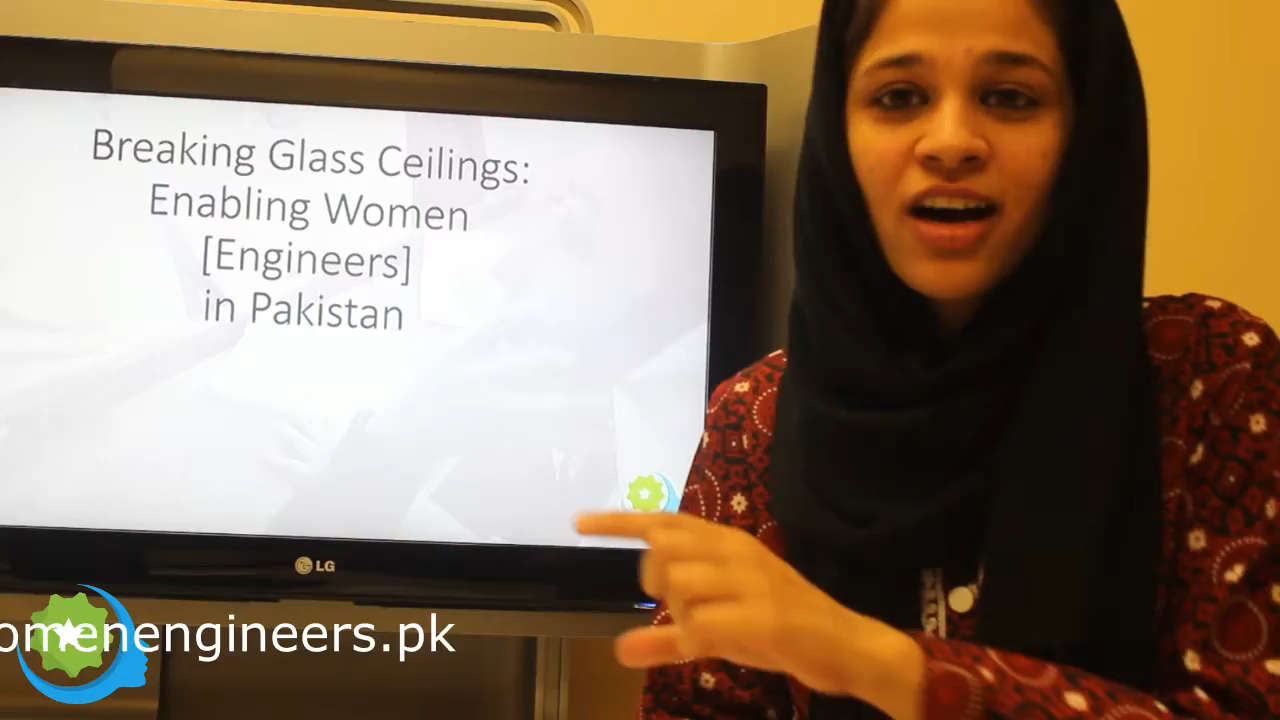 Breaking Glass Ceilings:
Enabling Women
[Engineers]
in Pakistan
LG
omenengineers.pk